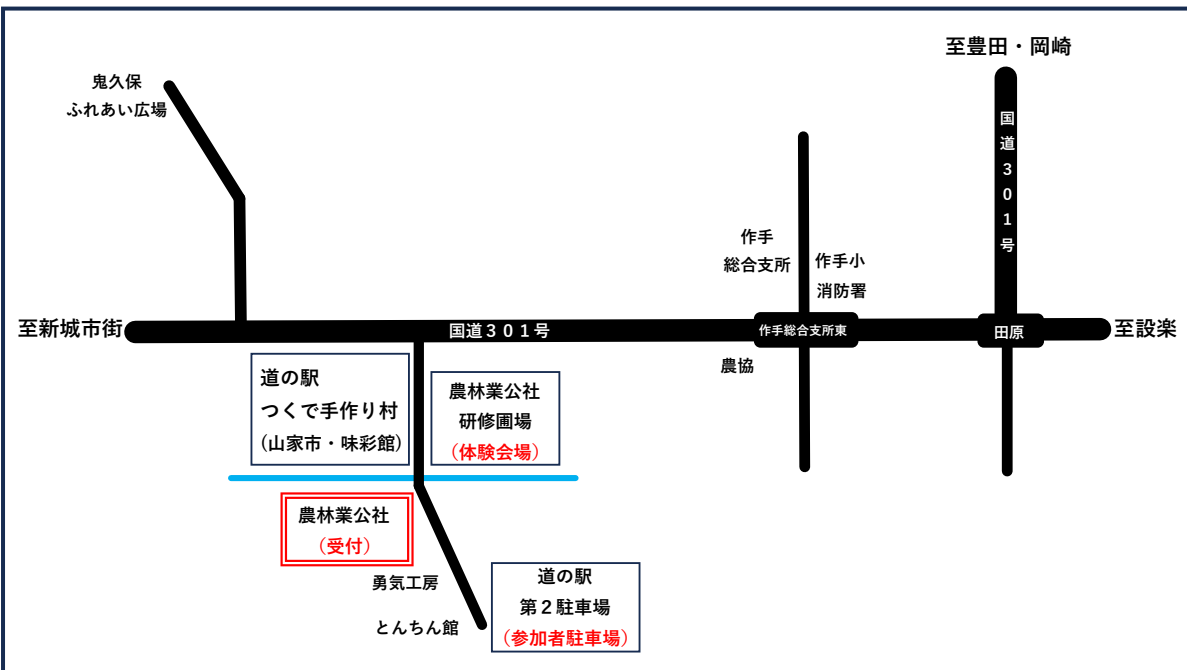 至豊田・岡崎
鬼久保
ふれあい広場
国道301号
作手
総合支所
作手小
消防署
至新城市街
国道３０１号
作手総合支所東
田原
至設楽
農協
道の駅
つくで手作り村
(山家市・味彩館)
農林業公社
研修圃場
（体験会場）
農林業公社
（受付）
勇気工房
とんちん館
道の駅
第２駐車場
（参加者駐車場）